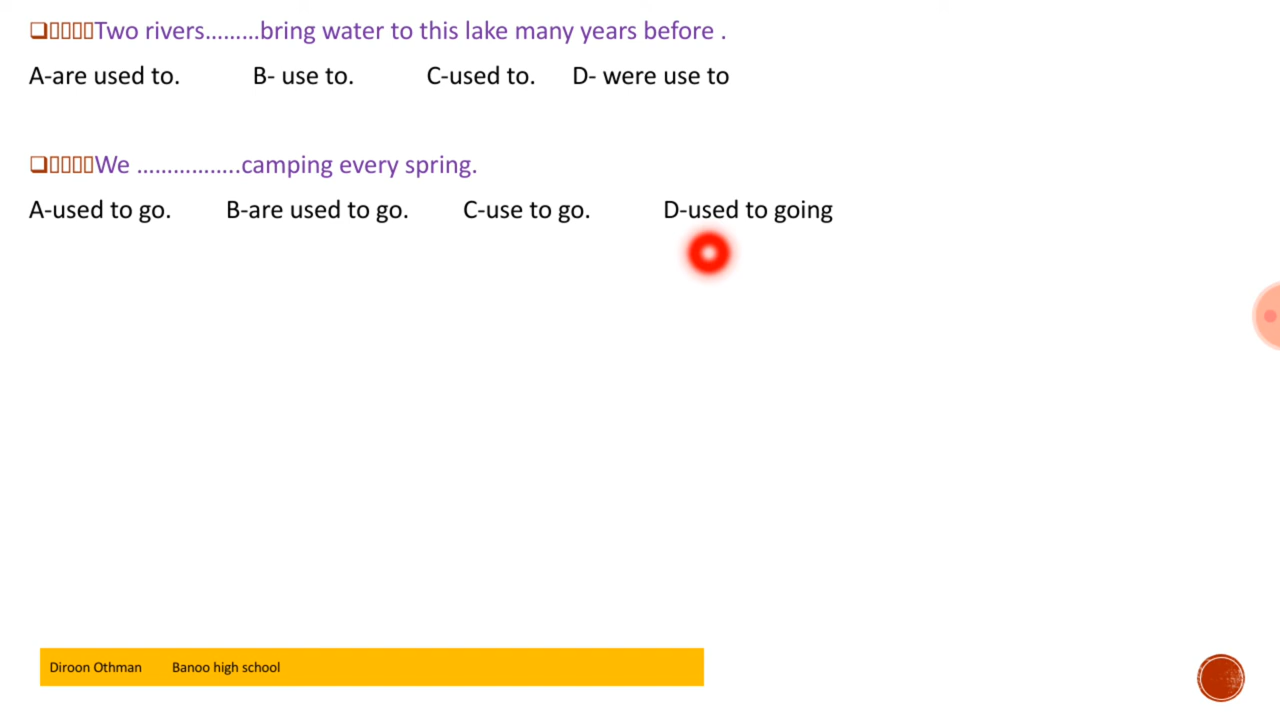 Two rivers.........bring water to this lake many years before .
A-are used to. B- use to. C-used to. D- were use to
We ..................camping every spring.
A-used to go. B-are used to go. C-use to go. D-used to going
Diroon Othman Banoo high school